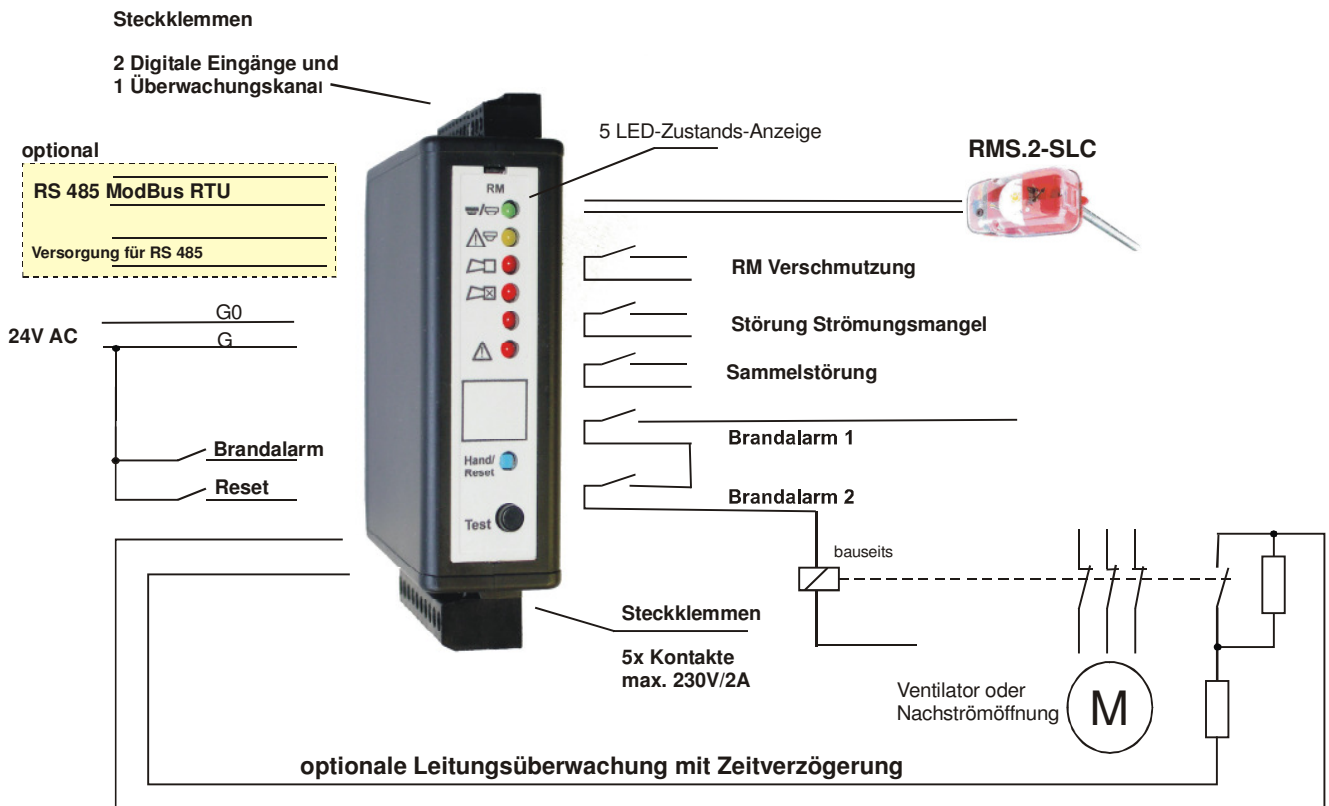 Steckklemmen
2 Digitale Eingänge und
1 Überwachungskanal
optional
RS 485 ModBus RTU
Versorgung für RS 485
24V AC
G0
G
Brandalarm
Reset
5 LED-Zustands-Anzeige
RM
Hand/
Reset
Test
RMS.2-SLC
RM Verschmutzung
Störung Strömungsmangel
Sammelstörung
Brandalarm 1
Brandalarm 2
bauseits
Steckklemmen
5x Kontakte
max. 230V/2A
Ventilator oder
Nachströmöffnung
M
optionale Leitungsüberwachung mit Zeitverzögerung